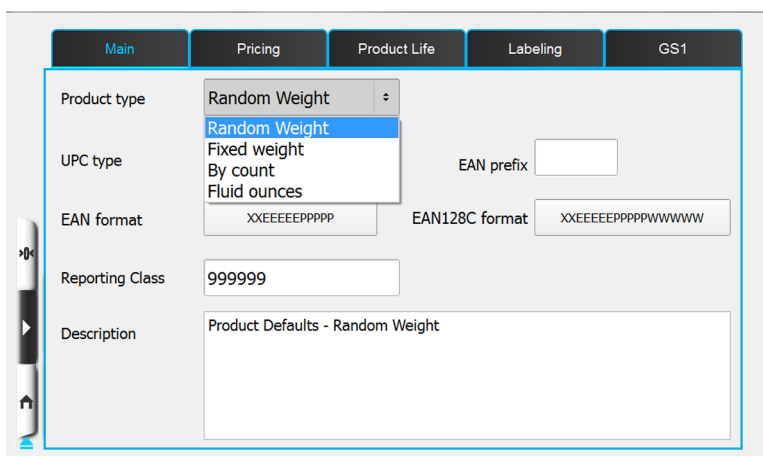 Main Pricing Product Life Labeling GS1
Product type Random Weight
Random Weight
Fixed weight
By count
Fluid ounces
UPC type EAN prefix
EAN format XXEEEEEPPPPP EAN128C format XXEEEEEPPPPPWWWWW
Reporting Class 999999
Description Product Defaults - Random Weight
>0<